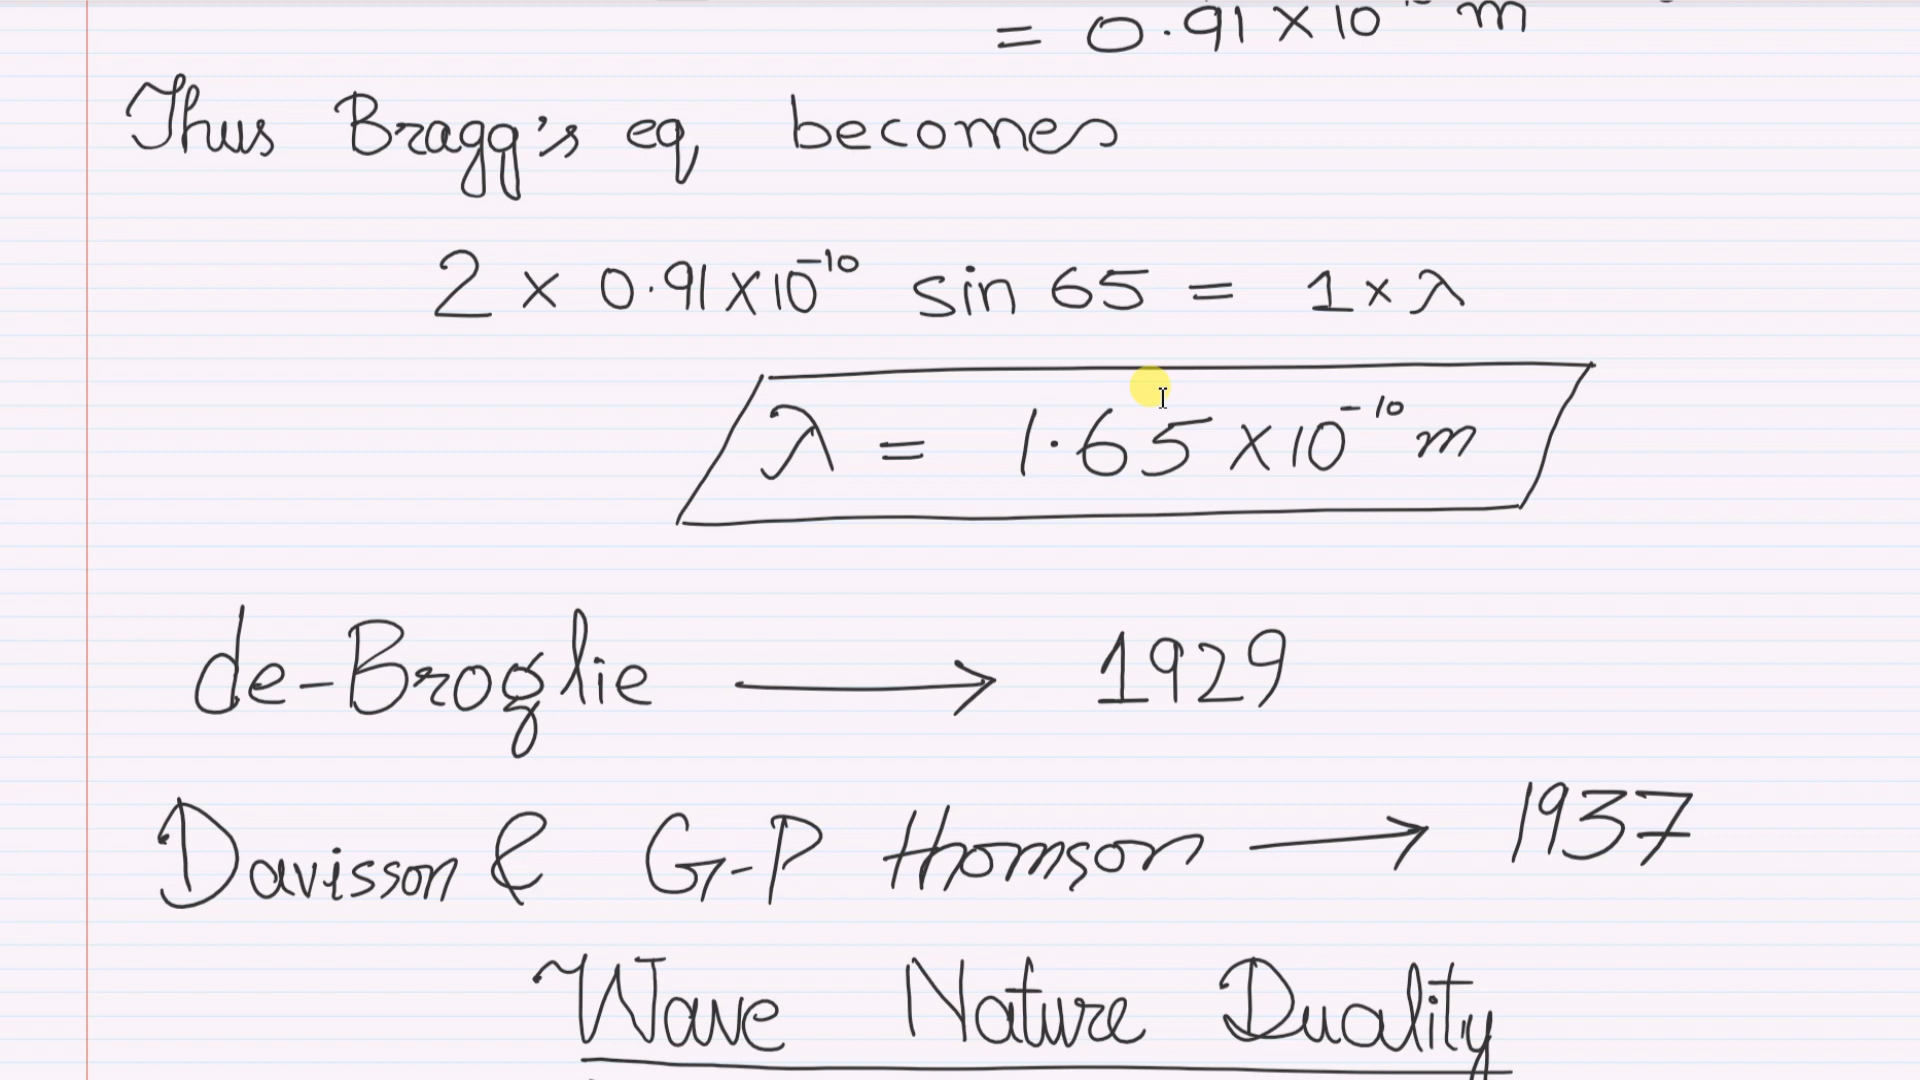 = 0.91 × 10 m
Thus Bragg's eq becomes
2 × 0.91 × 10⁻¹⁰ sin 65 = 1 × λ
λ = 1.65 × 10⁻¹⁰ m
de-Broglie → 1929
Davisson & G-P Thomson → 1937
Wave Nature Duality